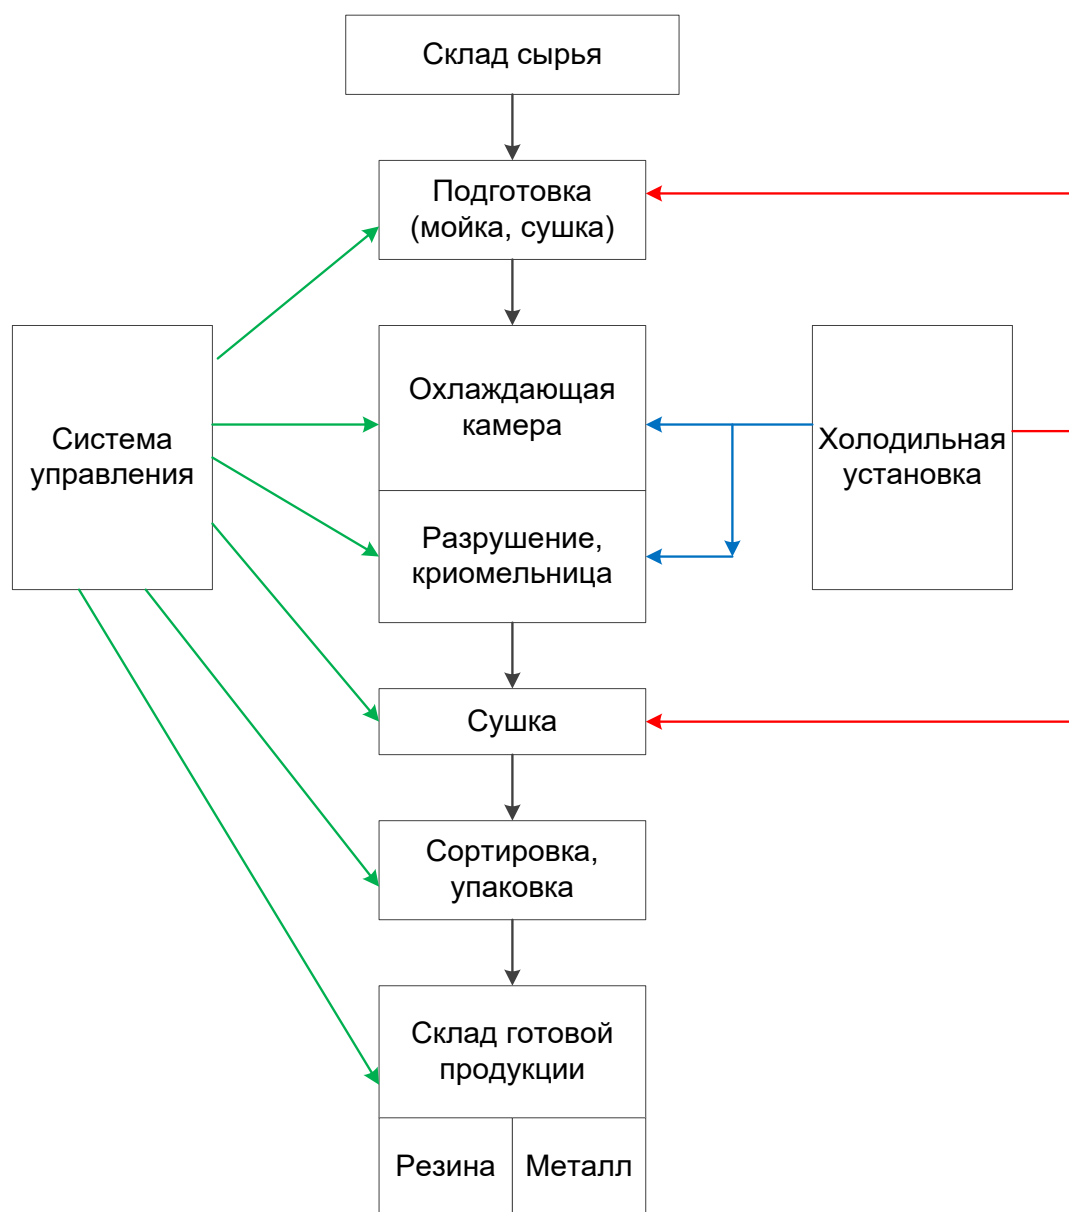 Склад сырья
Подготовка
(мойка, сушка)
Охлаждающая
камера
Система
управления
Холодильная
установка
Разрушение,
криомельница
Сушка
Сортировка,
упаковка
Склад готовой
продукции
Резина
Металл